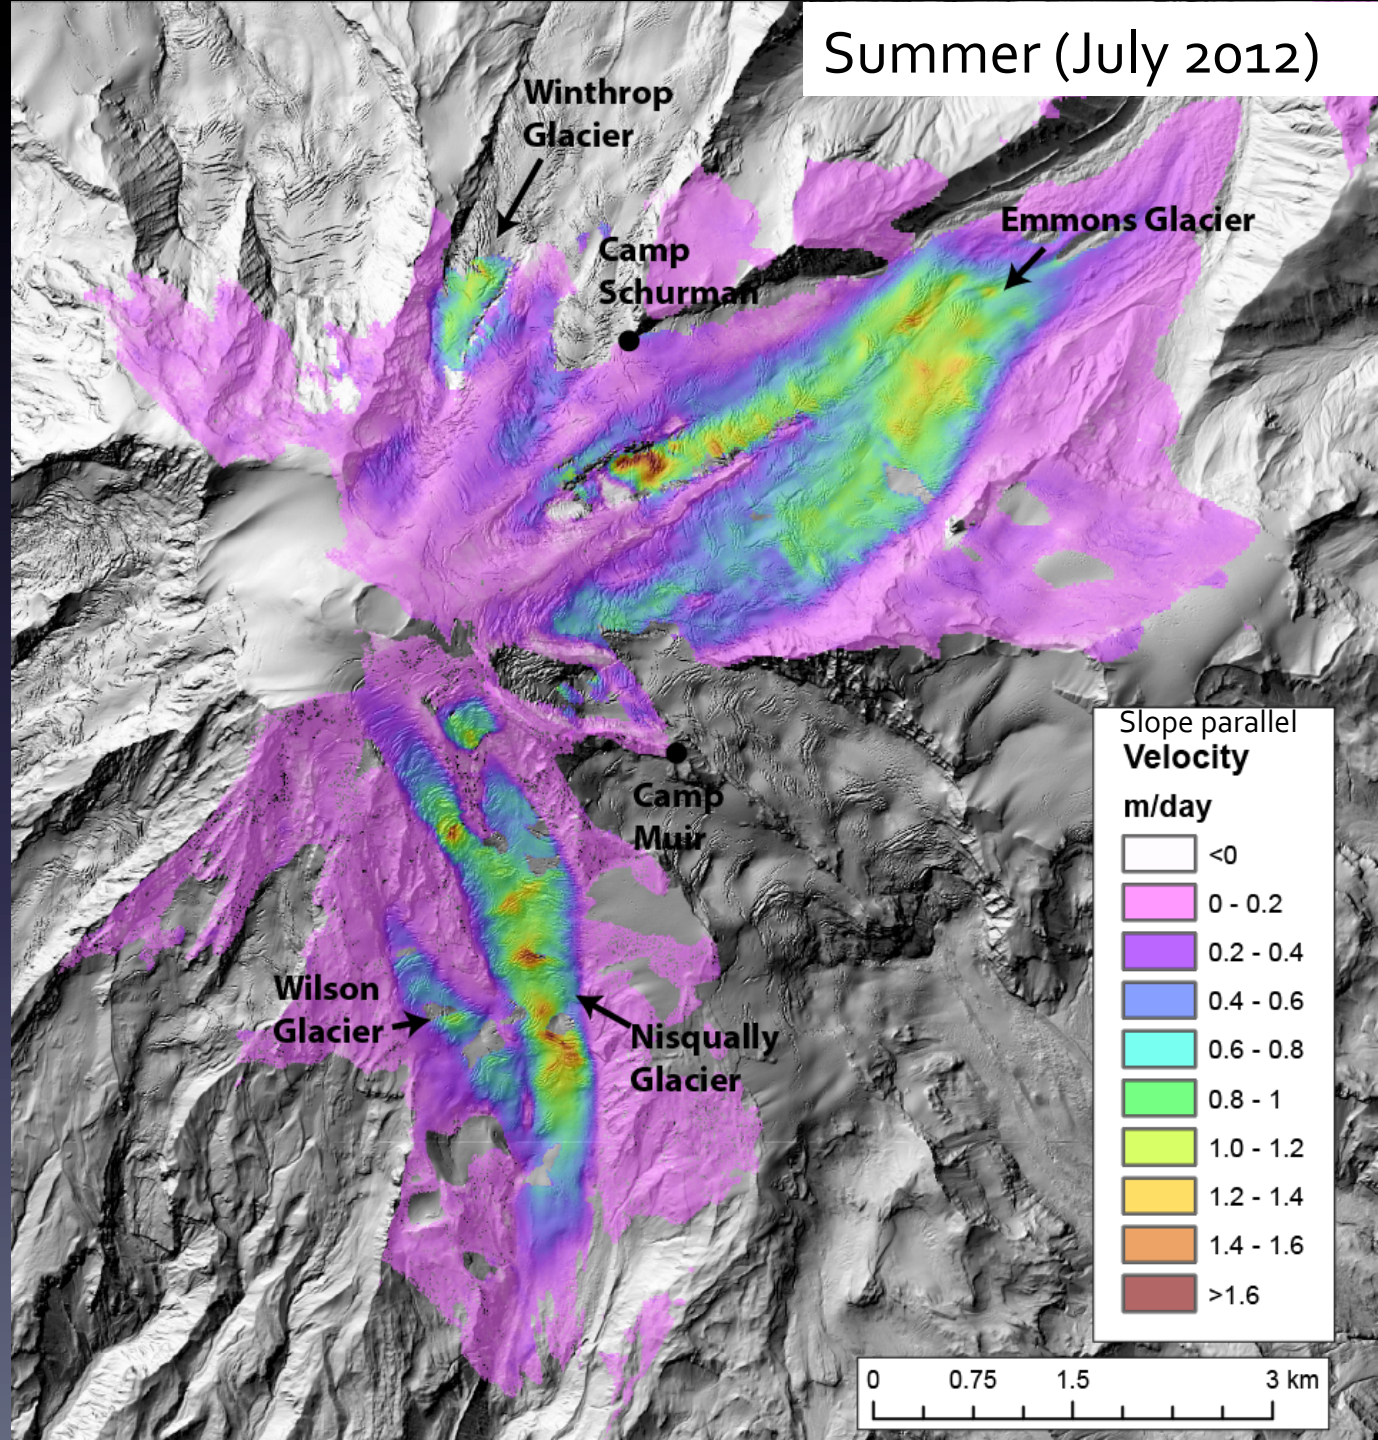 Summer (July 2012)
Winthrop
Glacier
Camp
Schurman
Emmons Glacier
Camp
Muir
Wilson
Glacier
Nisqually
Glacier
Slope parallel
Velocity
m/day
<0
0 - 0.2
0.2 - 0.4
0.4 - 0.6
0.6 - 0.8
0.8 - 1
1.0 - 1.2
1.2 - 1.4
1.4 - 1.6
>1.6
0 0.75 1.5 3 km